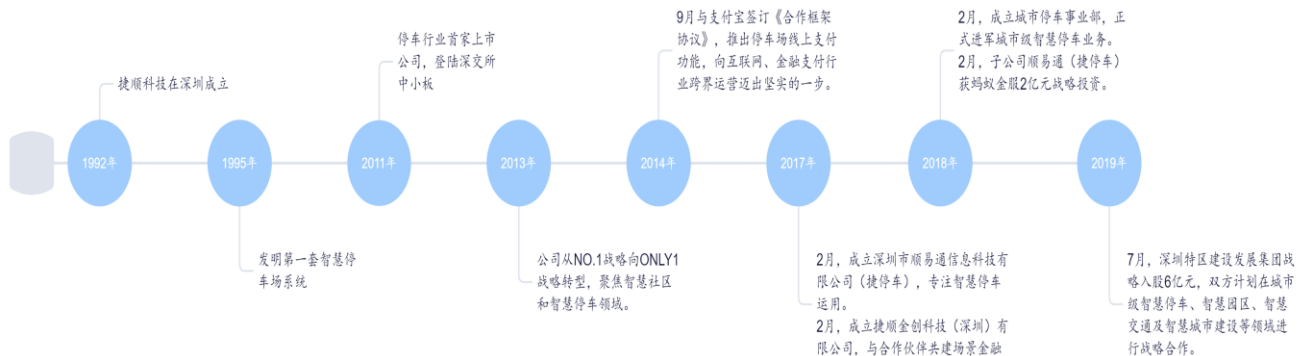 捷顺科技在深圳成立
停车行业首家上市
公司，登陆深交所
中小板
9月与支付宝签订《合作框架
协议》，推出停车场线上支付
功能，向互联网、金融支付行
业跨界运营迈出坚实的一步。
2月，成立城市停车事业部，正
式进军城市级智慧停车业务。
2月，子公司顺易通（捷停车）
获蚂蚁金服2亿元战略投资。
1992年
1995年
2011年
2013年
2014年
2017年
2018年
2019年
发明第一套智慧停
车场系统
公司从NO.1战略向ONLY1
战略转型，聚焦智慧社区
和智慧停车领域。
2月，成立深圳市顺易通信息科技有
限公司（捷停车），专注智慧停车
运用。
2月，成立捷顺金创科技（深圳）有
限公司，与合作伙伴共建场景金融
7月，深圳特区建设发展集团战
略入股6亿元，双方计划在城市
级智慧停车、智慧园区、智慧
交通及智慧城市建设等领域进
行战略合作。